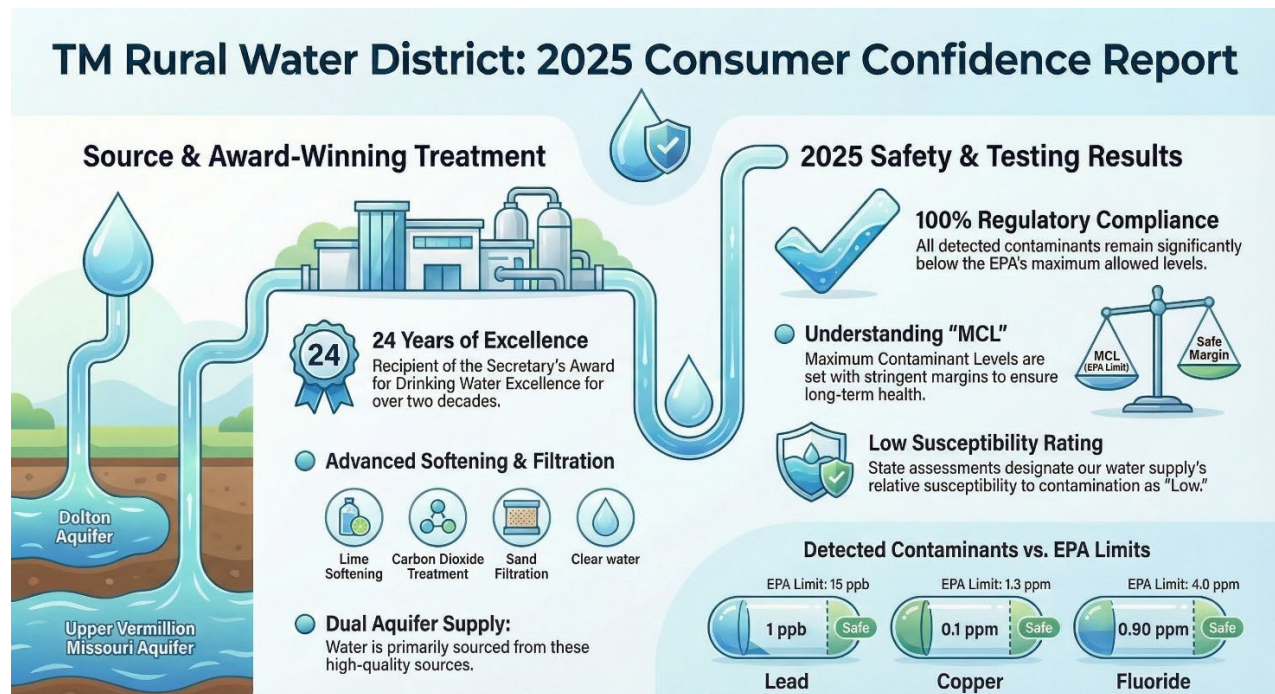 TM Rural Water District: 2025 Consumer Confidence Report
Source & Award-Winning Treatment
24
24 Years of Excellence
Recipient of the Secretary's Award
for Drinking Water Excellence for
over two decades.
Advanced Softening & Filtration
Lime
Softening
Carbon Dioxide
Treatment
Sand
Filtration
Clear water
Dual Aquifer Supply:
Water is primarily sourced from these
high-quality sources.
Dolton
Aquifer
Upper Vermillion
Missouri Aquifer
2025 Safety & Testing Results
100% Regulatory Compliance
All detected contaminants remain significantly
below the EPA's maximum allowed levels.
Understanding "MCL"
Maximum Contaminant Levels are
set with stringent margins to ensure
long-term health.
MCL
(EPA Limit)
Safe
Margin
Low Susceptibility Rating
State assessments designate our water supply's
relative susceptibility to contamination as "Low."
Detected Contaminants vs. EPA Limits
EPA Limit: 15 ppb
1 ppb
Safe
Lead
EPA Limit: 1.3 ppm
0.1 ppm
Safe
Copper
EPA Limit: 4.0 ppm
0.90 ppm
Safe
Fluoride